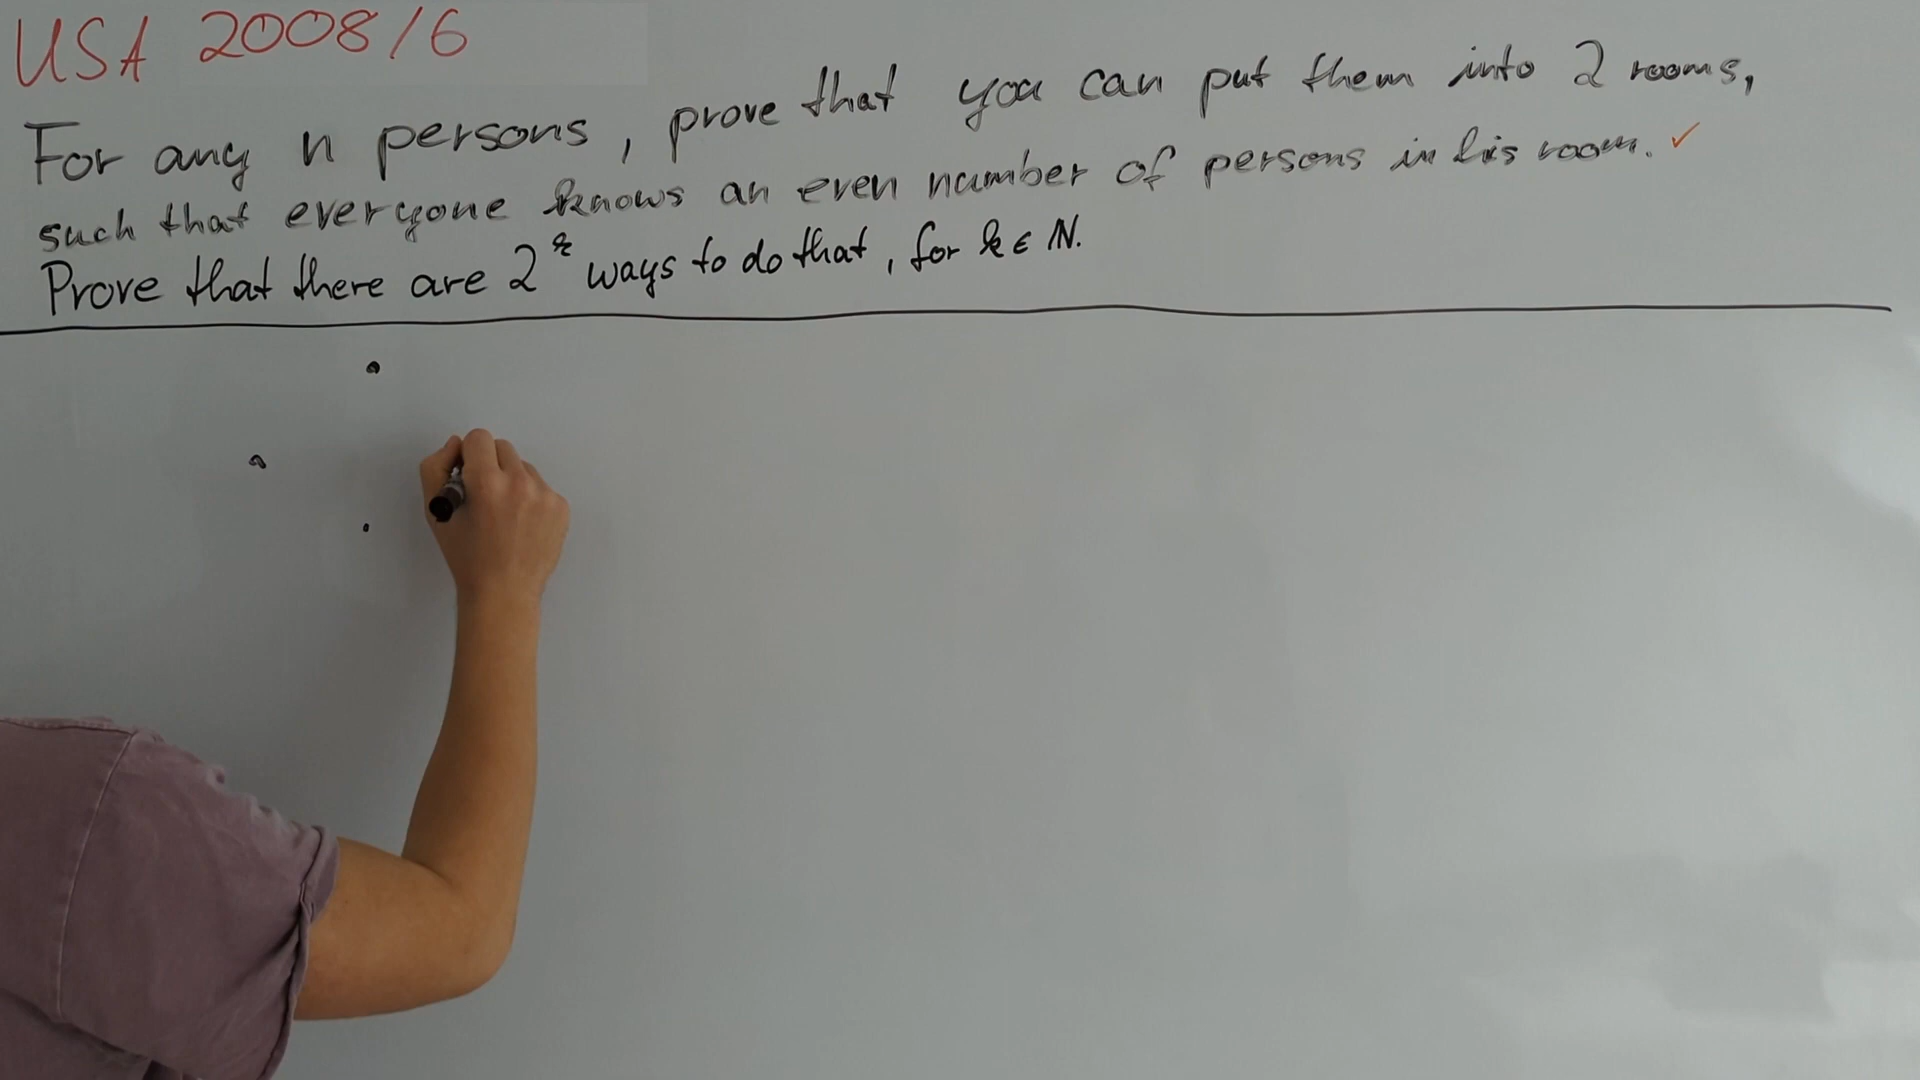 USA 2008/6
For any n persons, prove that you can put them into 2 rooms,
such that everyone knows an even number of persons in his room. ✓
Prove that there are 2^k ways to do that, for k ∈ N.